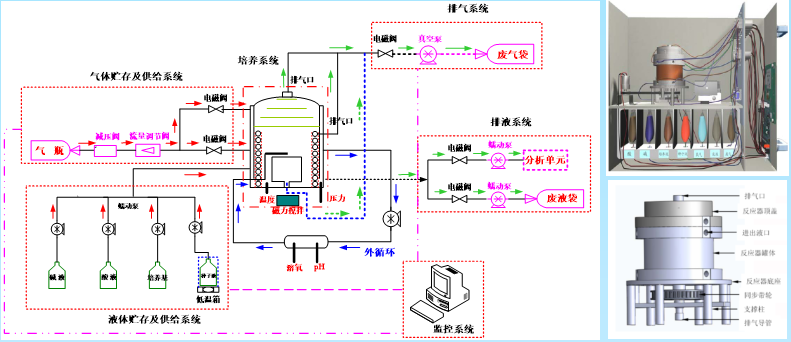 排气系统
电磁阀
真空泵
废气袋
培养系统
排气口
气体贮存及供给系统
电磁阀
减压阀
流量调节阀
气瓶
电磁阀
排气口
排液系统
电磁阀
蠕动泵
分析单元
电磁阀
蠕动泵
废液袋
温度
磁力搅拌
压力
蠕动泵
碱液
酸液
培养基
低温箱
外循环
溶氧
pH
液体贮存及供给系统
监控系统
排气口
反应器顶盖
进出液口
反应器罐体
反应器底座
同步带轮
支撑柱
排气导管